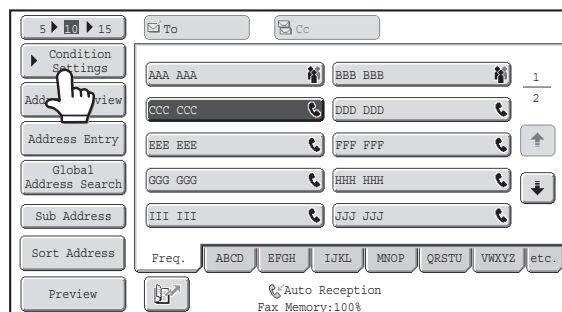 5 10 15
To
Cc
Condition
Settings
AAA AAA
BBB BBB
1
2
CCC CCC
DDD DDD
Address Entry
EEE EEE
FFF FFF
Global
Address Search
GGG GGG
HHH HHH
Sub Address
III III
JJJ JJJ
Sort Address
Freq.
ABCD
EFGH
IJKL
MNOP
QRSTU
VWXYZ
etc.
Preview
Auto Reception
Fax Memory:100%